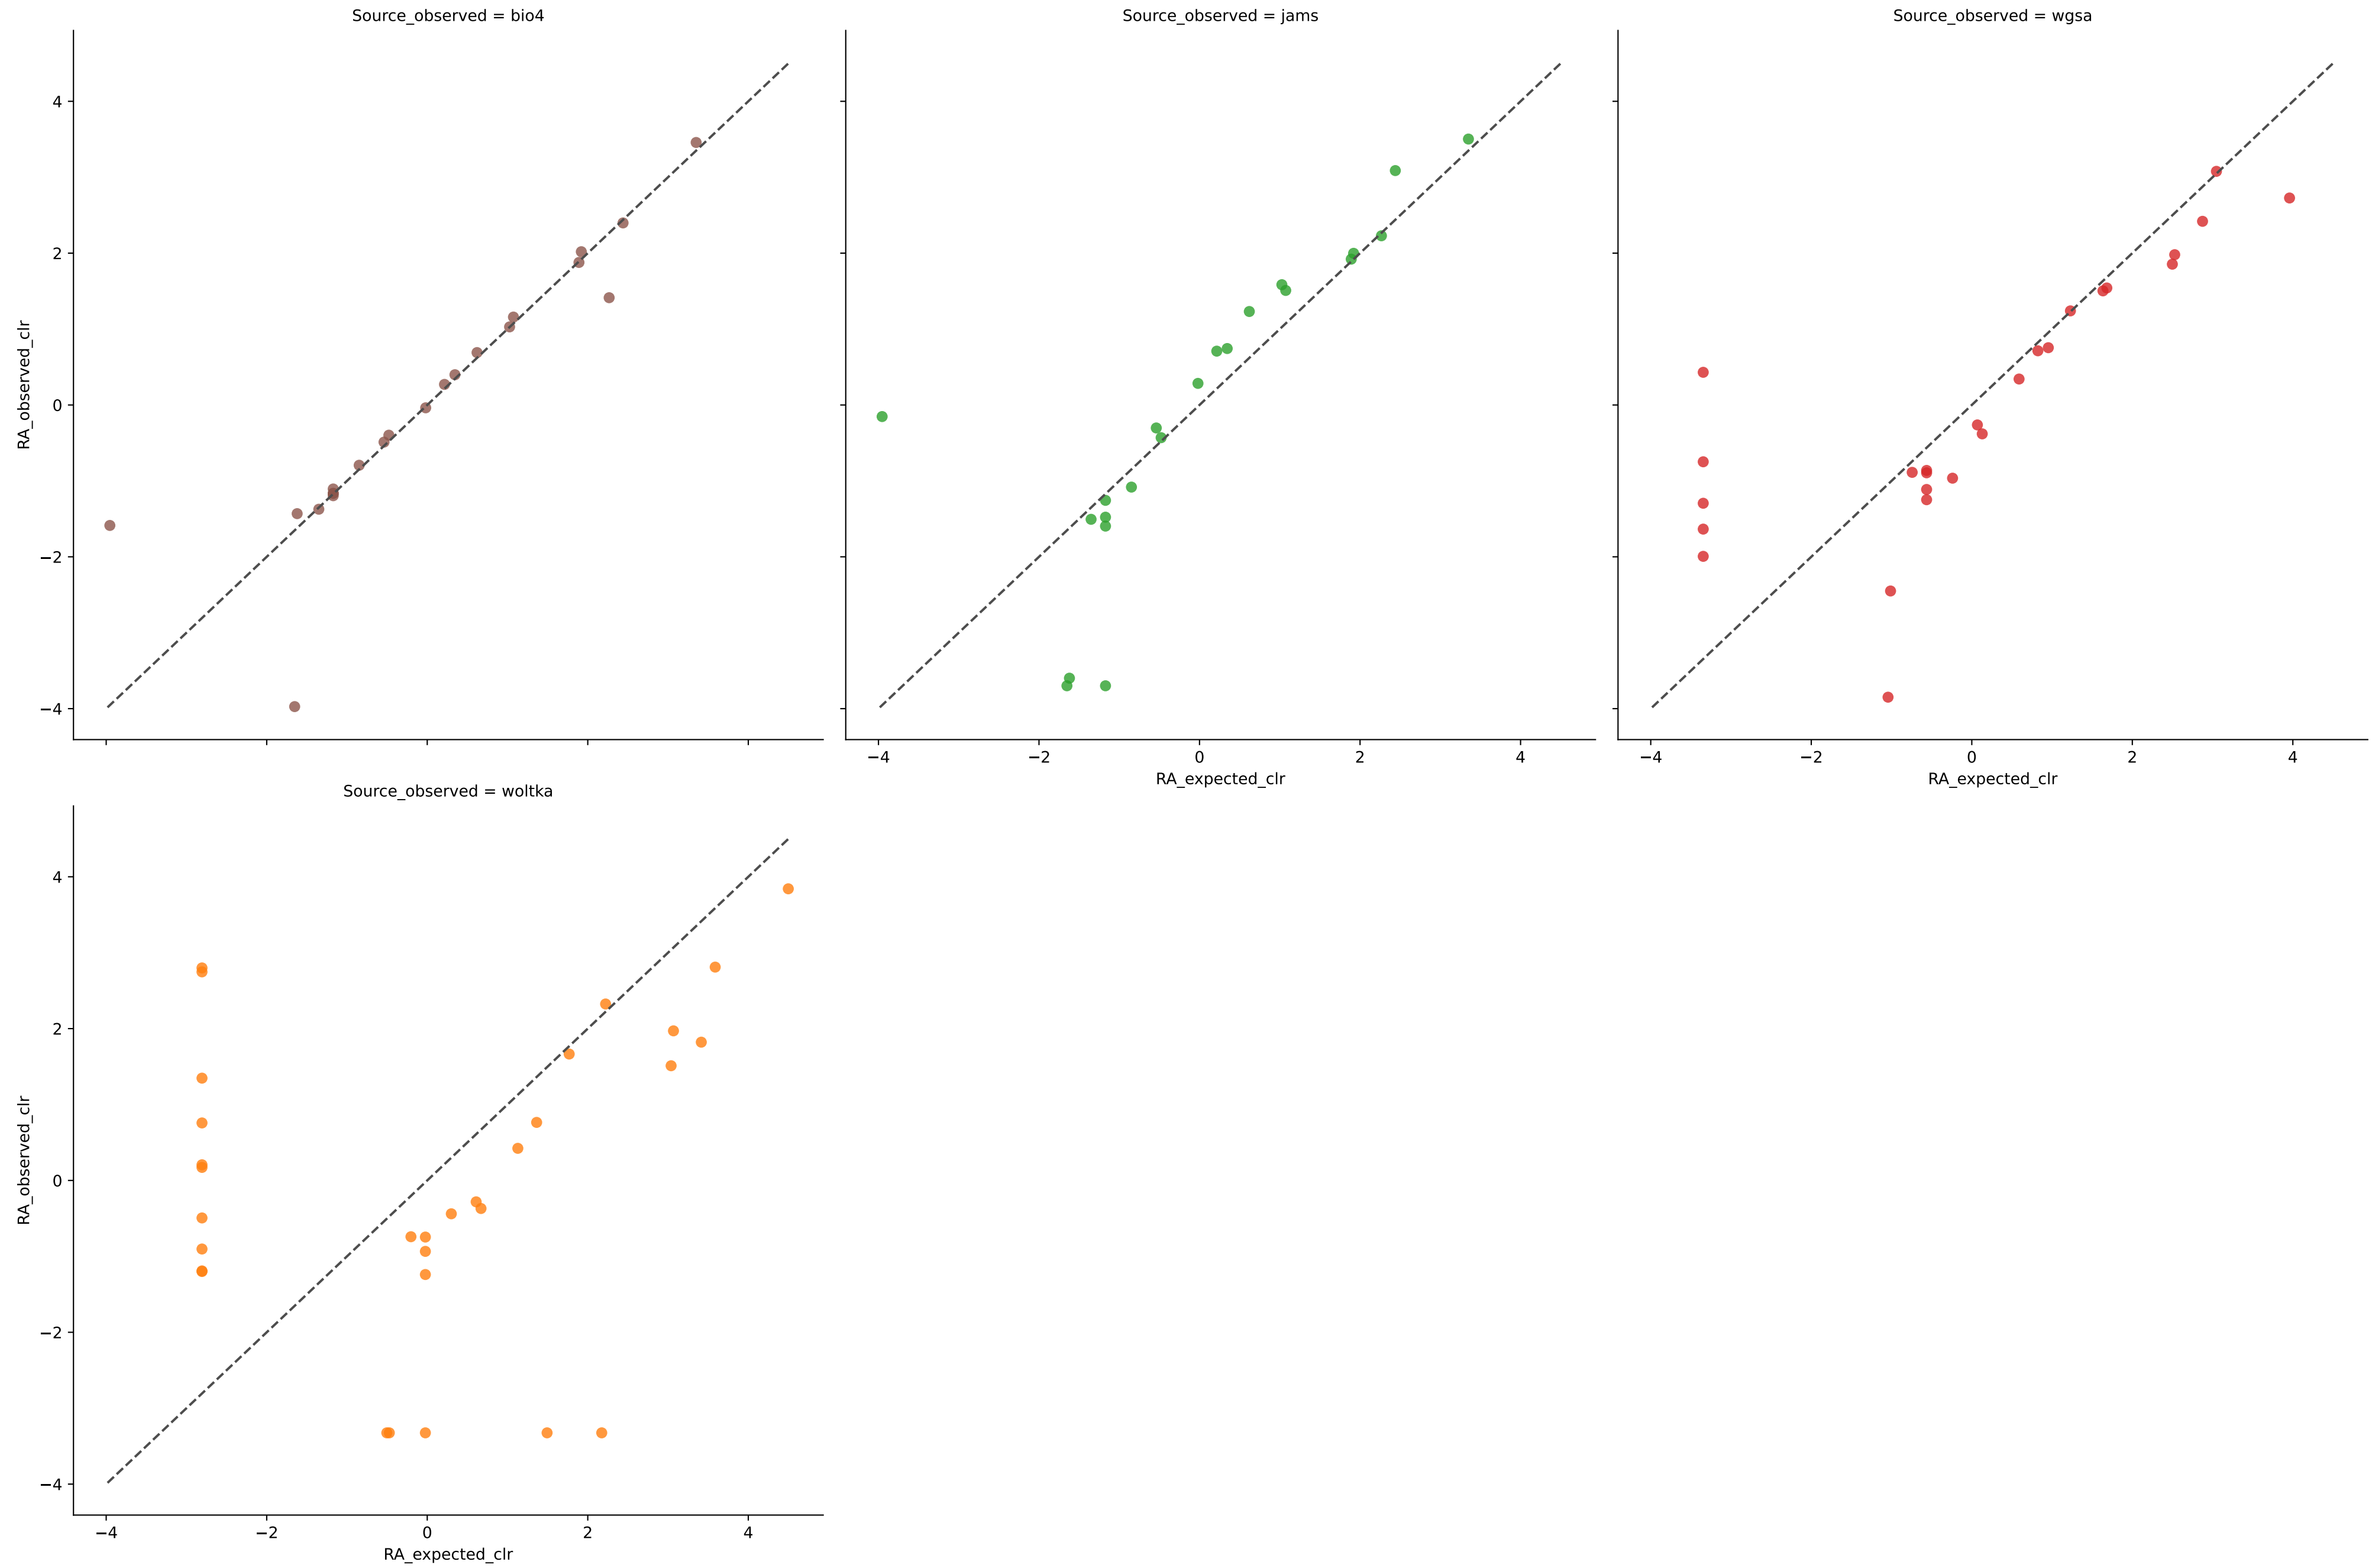 Source_observed = bio4
Source_observed = jams
Source_observed = wgsa
4
2
0
−2
−4
RA_observed_clr
−4 −2 0 2 4
RA_expected_clr
−4 −2 0 2 4
RA_expected_clr
Source_observed = woltka
4
2
0
−2
−4
RA_observed_clr
−4 −2 0 2 4
RA_expected_clr